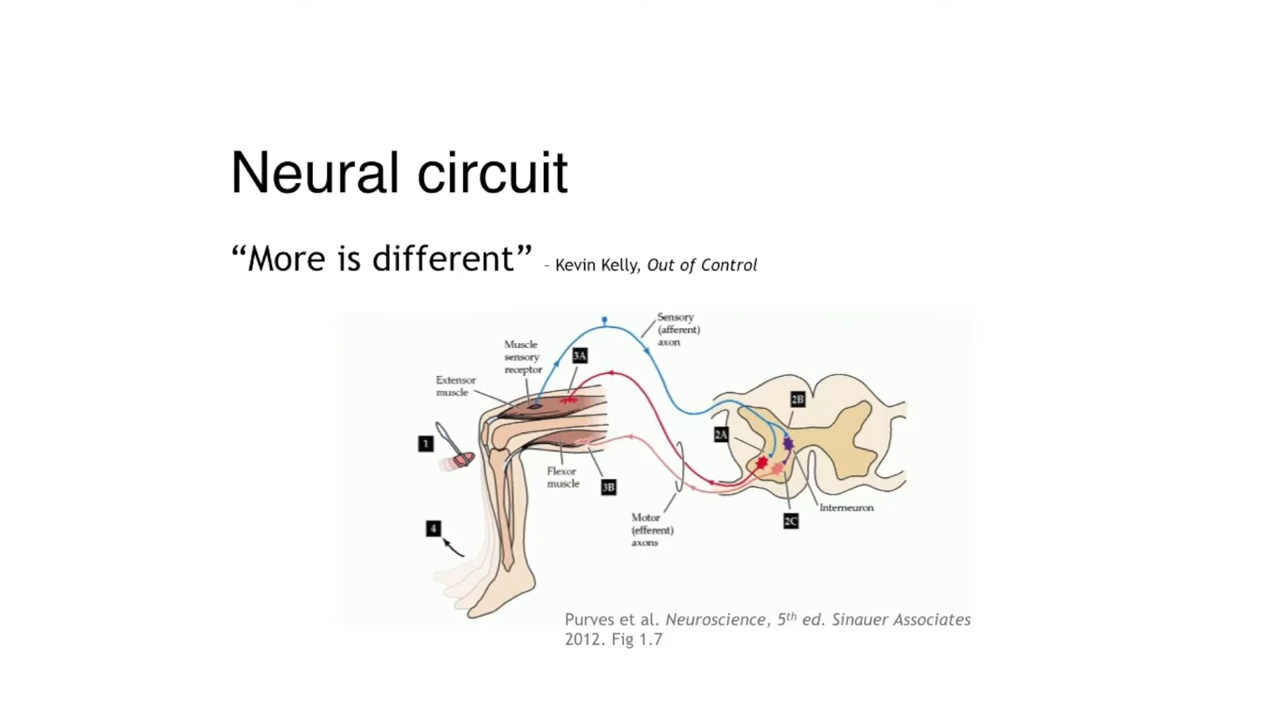 Neural circuit
“More is different” - Kevin Kelly, Out of Control
Sensory
(afferent)
axon
Muscle
sensory
receptor
3A
Extensor
muscle
2B
2A
1
Flexor
muscle
3B
Motor
(efferent)
axons
Interneuron
2C
4
Purves et al. Neuroscience, 5th ed. Sinauer Associates
2012. Fig 1.7